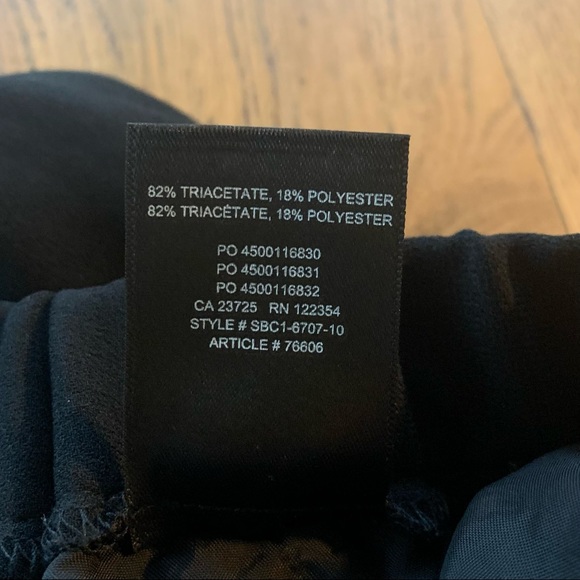 82% TRIACETATE, 18% POLYESTER
82% TRIACÉTATE, 18% POLYESTER
PO 4500116830
PO 4500116831
PO 4500116832
CA 23725 RN 122354
STYLE # SBC1-6707-10
ARTICLE # 76606